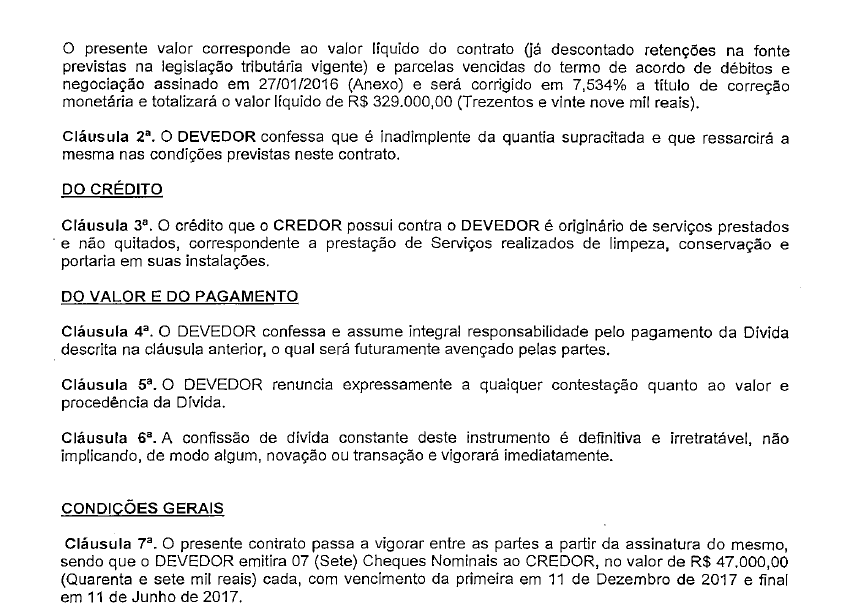 O presente valor corresponde ao valor líquido do contrato (já descontado retenções na fonte
previstas na legislação tributária vigente) e parcelas vencidas do termo de acordo de débitos e
negociação assinado em 27/01/2016 (Anexo) e será corrigido em 7,534% a título de correção
monetária e totalizará o valor líquido de R$ 329.000,00 (Trezentos e vinte nove mil reais).
Cláusula 2ª. O DEVEDOR confessa que é inadimplente da quantia supracitada e que ressarcirá a
mesma nas condições previstas neste contrato.
DO CRÉDITO
Cláusula 3ª. O crédito que o CREDOR possui contra o DEVEDOR é originário de serviços prestados
e não quitados, correspondente a prestação de Serviços realizados de limpeza, conservação e
portaria em suas instalações.
DO VALOR E DO PAGAMENTO
Cláusula 4ª. O DEVEDOR confessa e assume integral responsabilidade pelo pagamento da Dívida
descrita na cláusula anterior, o qual será futuramente avençado pelas partes.
Cláusula 5ª. O DEVEDOR renuncia expressamente a qualquer contestação quanto ao valor e
procedência da Dívida.
Cláusula 6ª. A confissão de dívida constante deste instrumento é definitiva e irretratável, não
implicando, de modo algum, novação ou transação e vigorará imediatamente.
CONDIÇÕES GERAIS
Cláusula 7ª. O presente contrato passa a vigorar entre as partes a partir da assinatura do mesmo,
sendo que o DEVEDOR emitira 07 (Sete) Cheques Nominais ao CREDOR, no valor de R$ 47.000,00
(Quarenta e sete mil reais) cada, com vencimento da primeira em 11 de Dezembro de 2017 e final
em 11 de Junho de 2017.